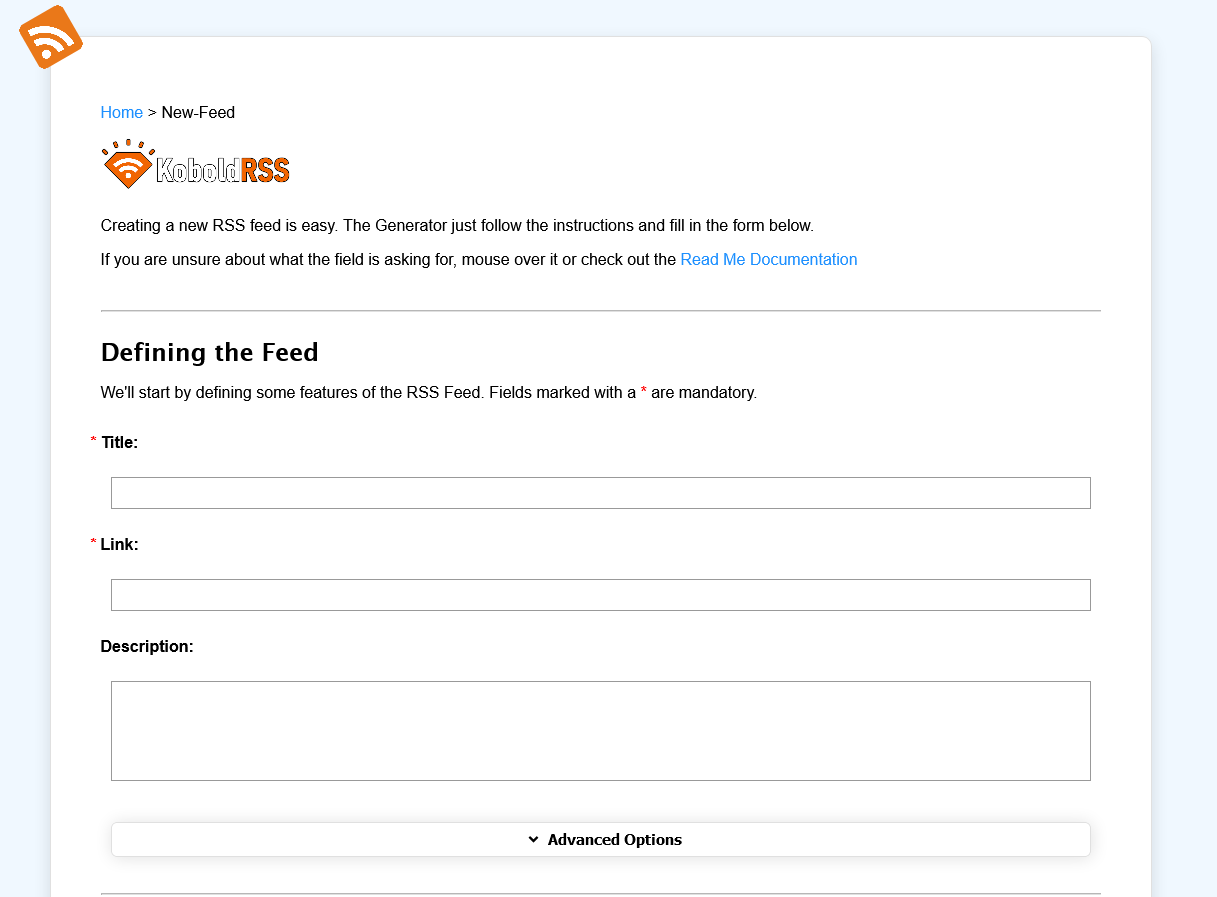 Home > New-Feed
KoboldRSS
Creating a new RSS feed is easy. The Generator just follow the instructions and fill in the form below.
If you are unsure about what the field is asking for, mouse over it or check out the Read Me Documentation
Defining the Feed
We'll start by defining some features of the RSS Feed. Fields marked with a * are mandatory.
* Title:
* Link:
Description:
Advanced Options